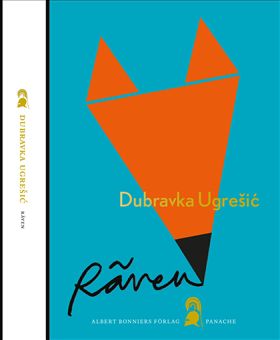 DUBRAVKA UGREŠIĆ
RÄVEN
Dubravka Ugrešić
Räven
ALBERT BONNIERS FÖRLAG
PANACHE